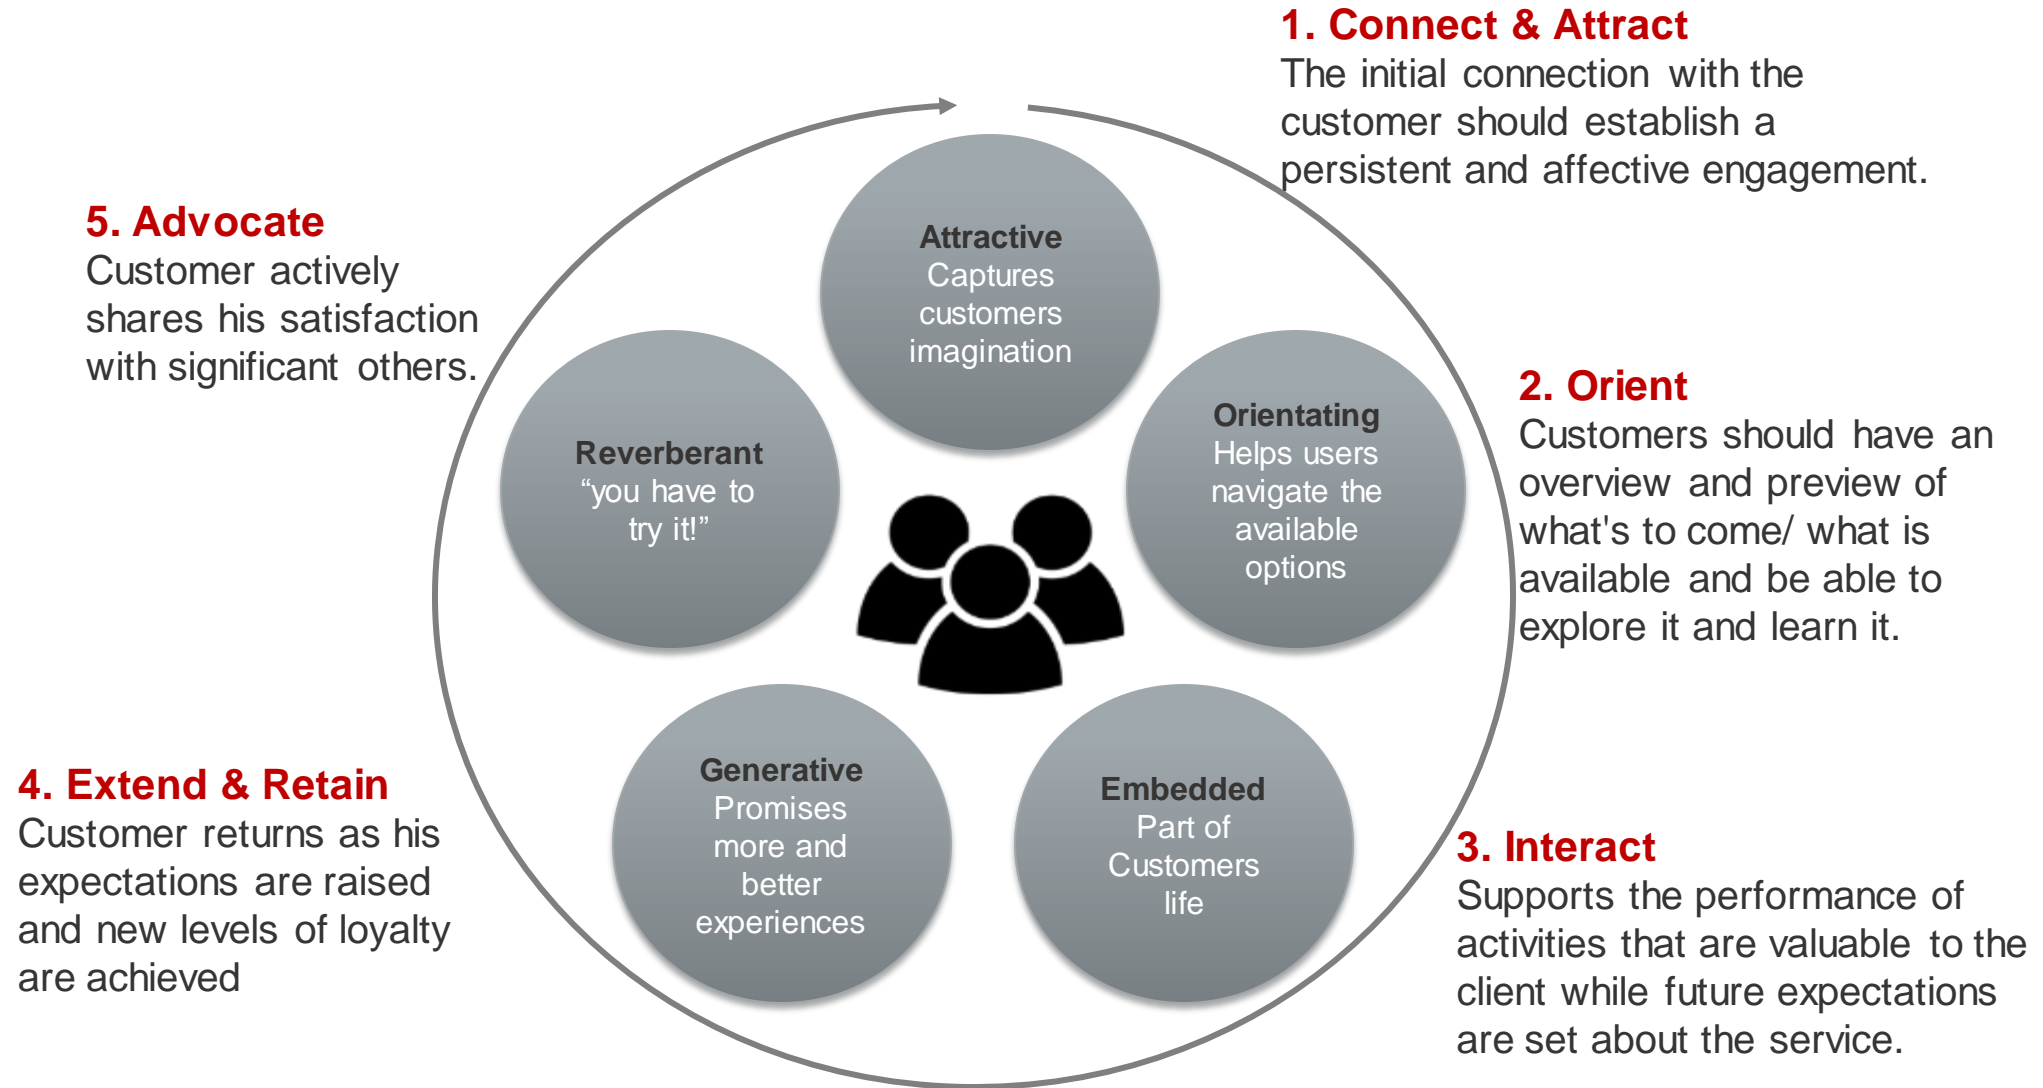 1. Connect & Attract
The initial connection with the
customer should establish a
persistent and affective engagement.
2. Orient
Customers should have an
overview and preview of
what's to come/ what is
available and be able to
explore it and learn it.
3. Interact
Supports the performance of
activities that are valuable to the
client while future expectations
are set about the service.
4. Extend & Retain
Customer returns as his
expectations are raised
and new levels of loyalty
are achieved
5. Advocate
Customer actively
shares his satisfaction
with significant others.
Attractive
Captures
customers
imagination
Orientating
Helps users
navigate the
available
options
Embedded
Part of
Customers
life
Generative
Promises
more and
better
experiences
Reverberant
“you have to
try it!”